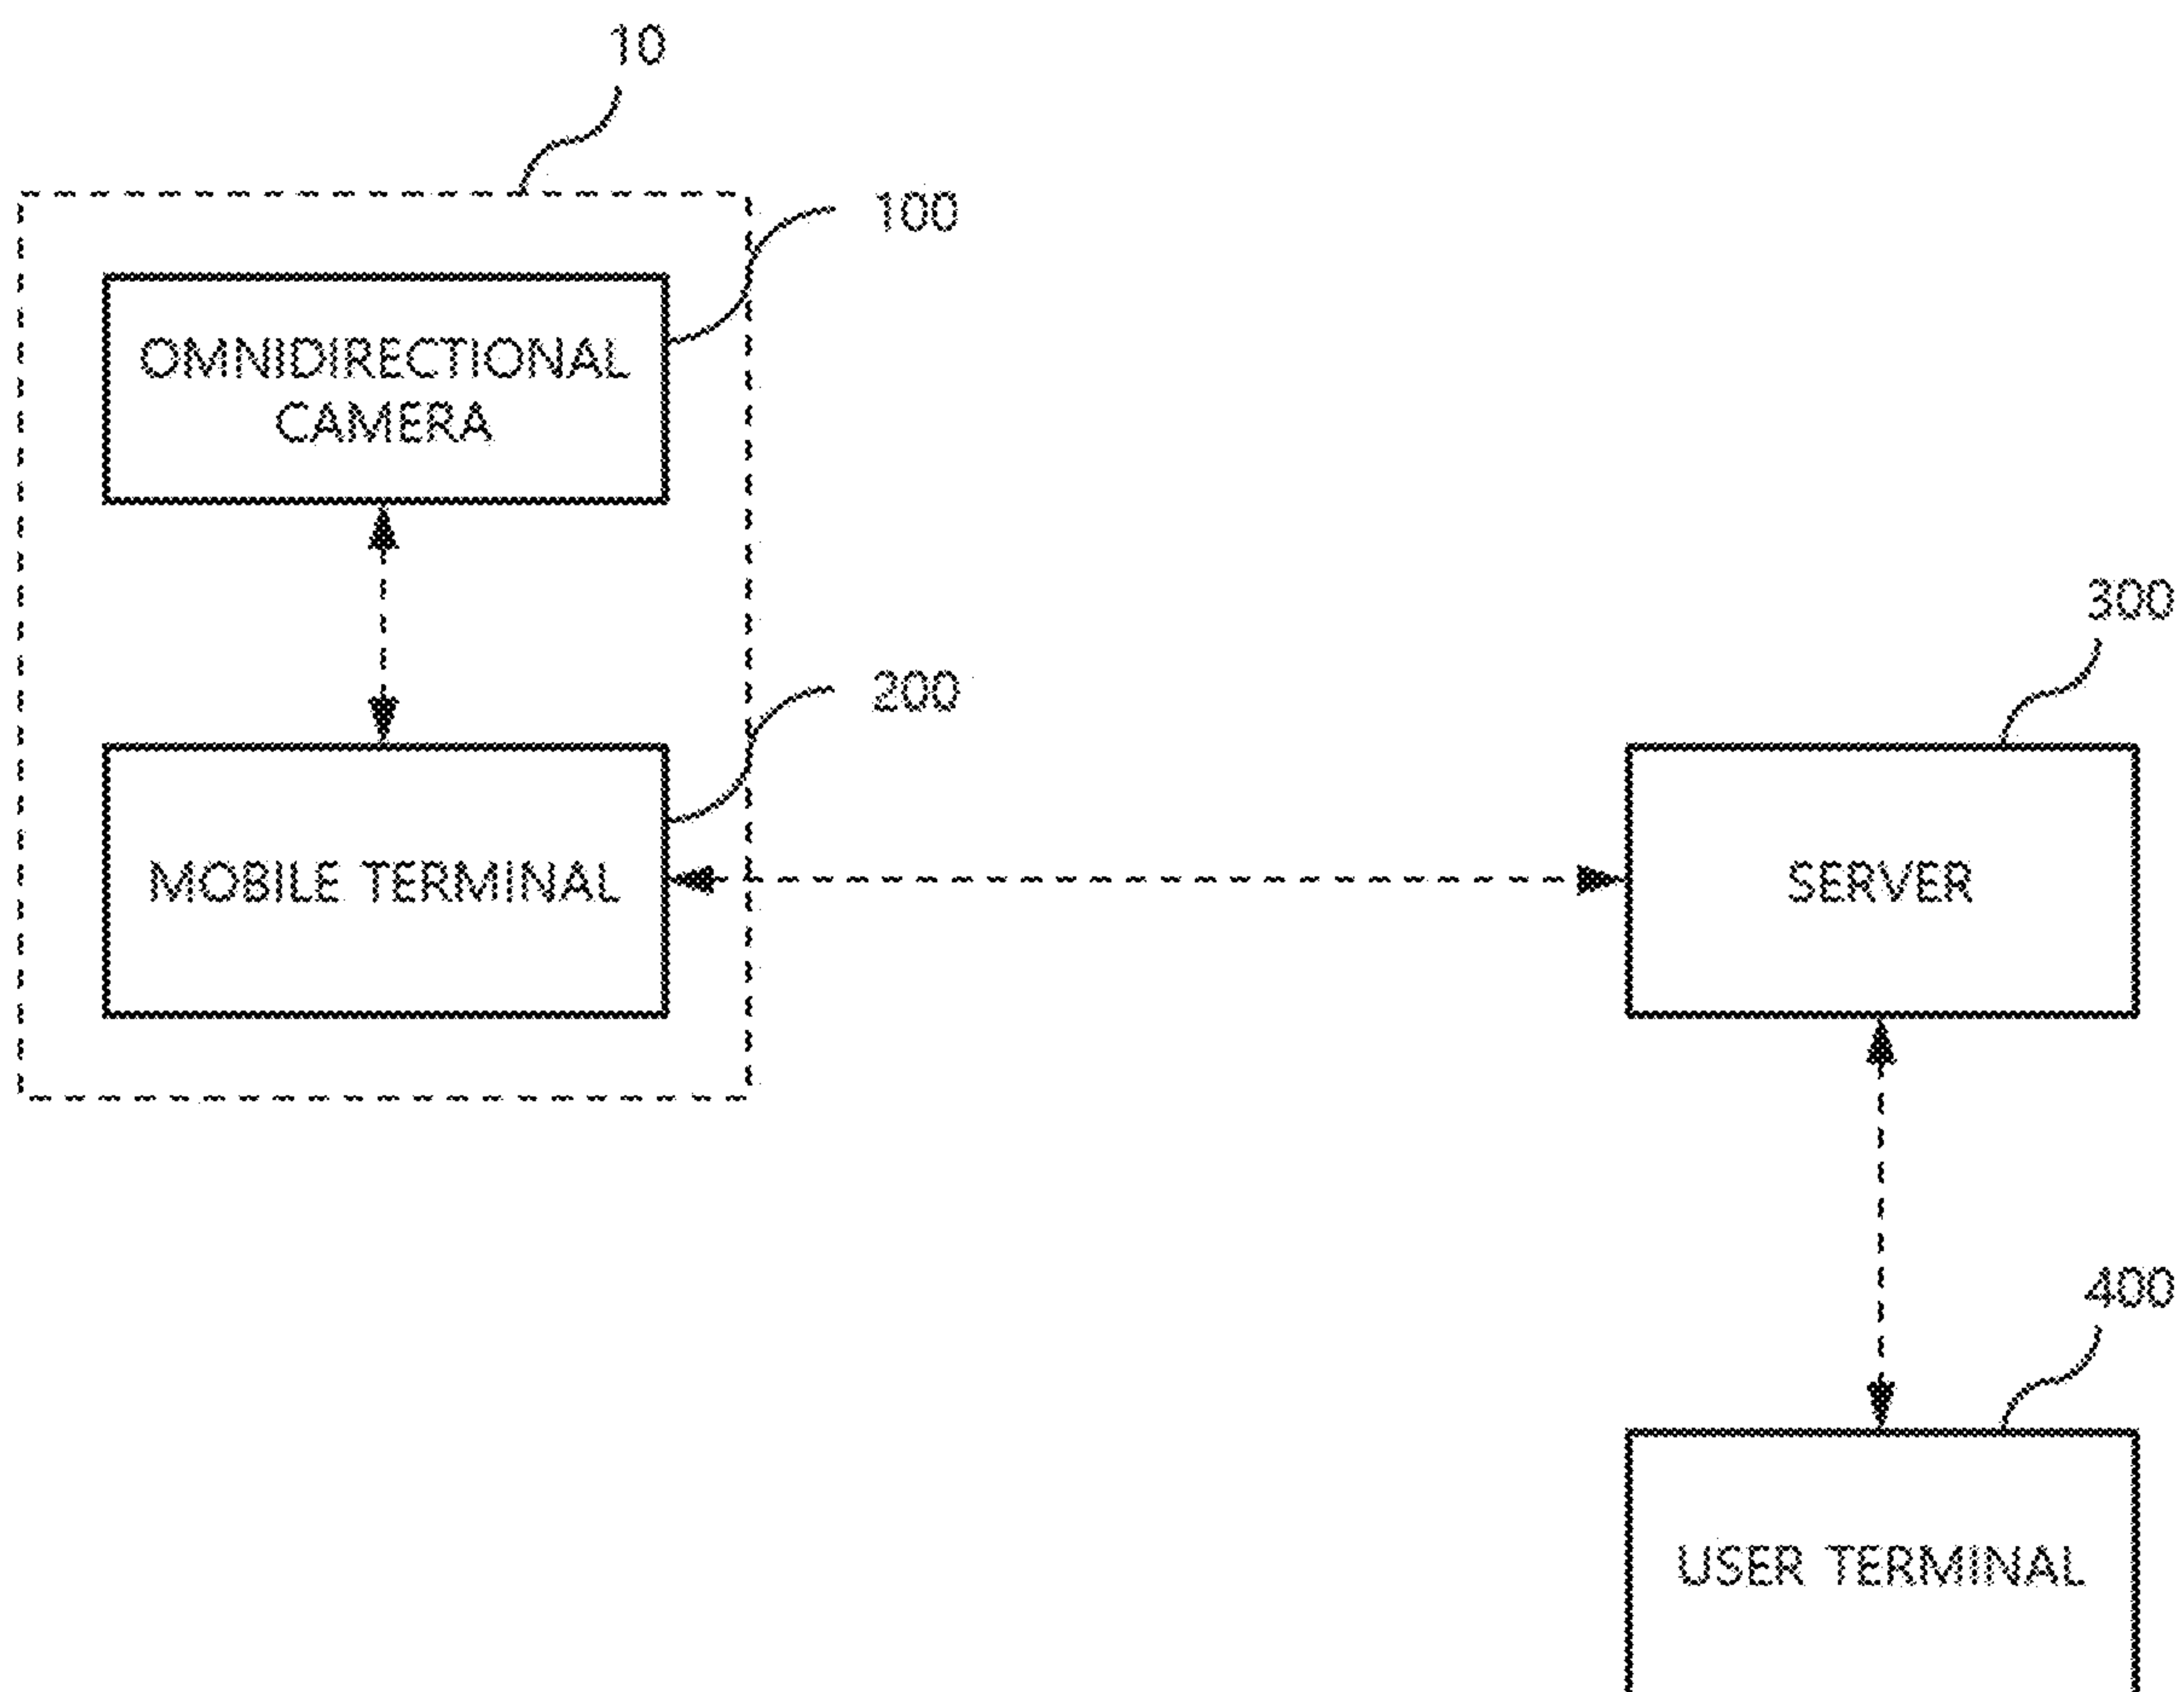 10
100
OMNIDIRECTIONAL
CAMERA
200
MOBILE TERMINAL
300
SERVER
400
USER TERMINAL